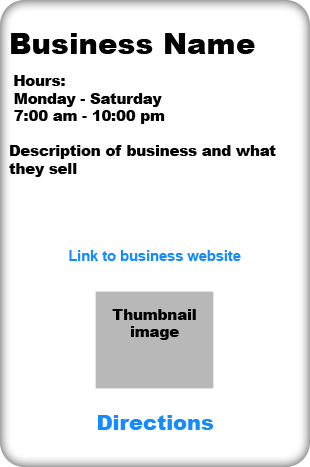 Business Name
Hours:
Monday - Saturday
7:00 am - 10:00 pm
Description of business and what
they sell
Link to business website
Thumbnail
image
Directions